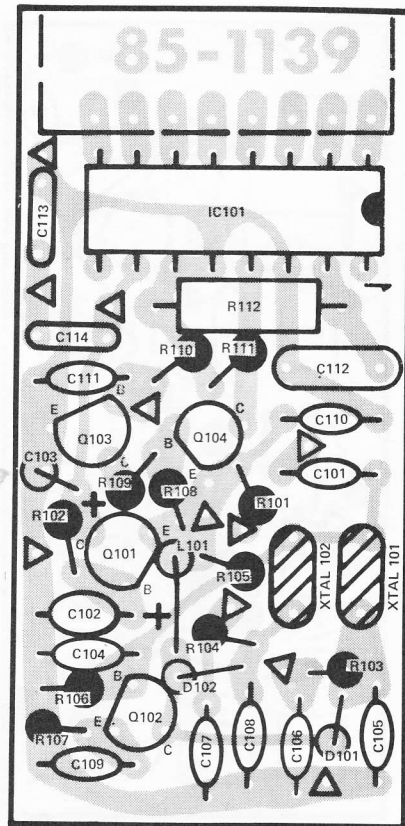 85-1139
IC101
C113
R112
C114
R110
R111
C112
C111
B
E
C
C110
Q103
Q104
B
C103
C
E
C101
R109
R108
R102
R101
+
E
L101
C
Q101
R105
B
XTAL 102
XTAL 101
C102
+
R104
C104
R103
B
R106
D102
E
Q102
R107
C
C107
C108
C106
D101
C105
C109